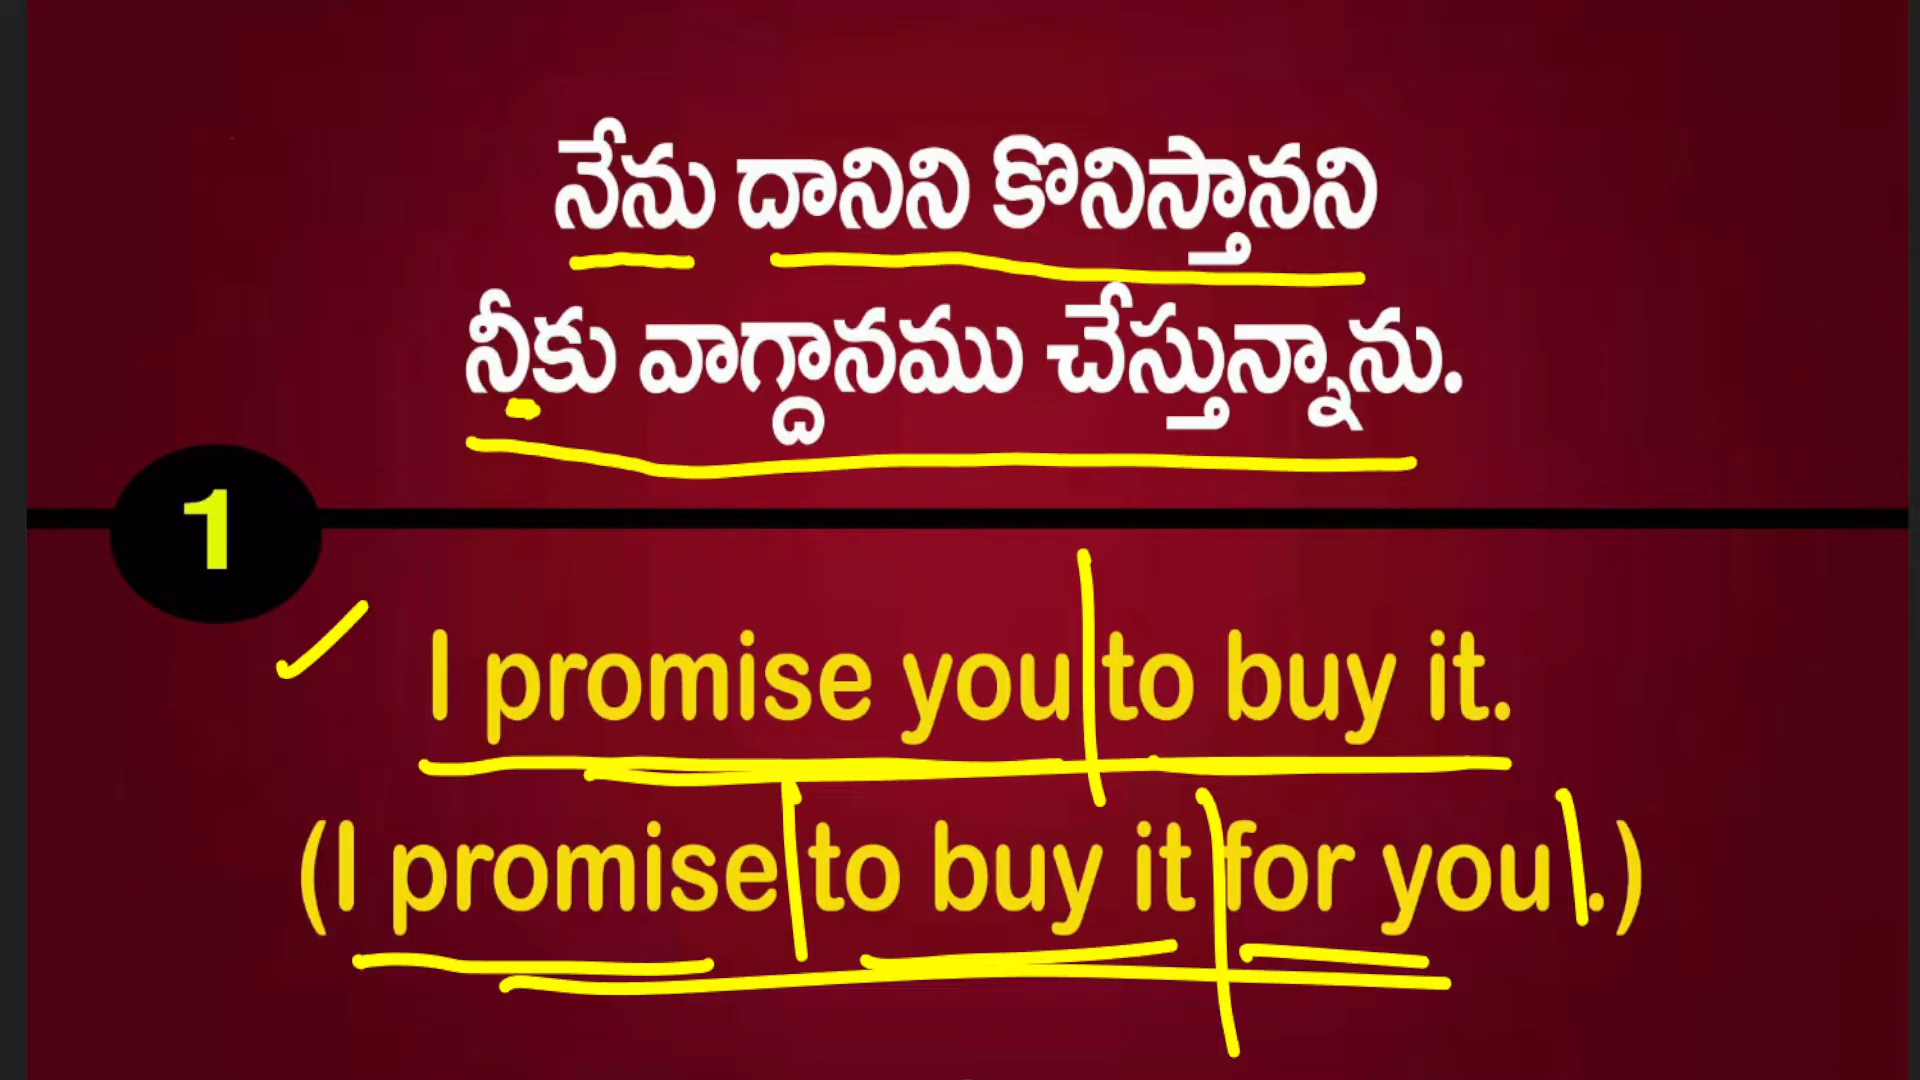 నేను దానిని కొనిస్తానని
నీకు వాగ్దానము చేస్తున్నాను.
1
I promise you to buy it.
(I promise to buy it for you.)